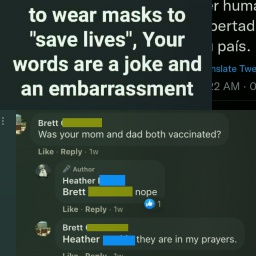 to wear masks to
"save lives", Your
words are a joke and
an embarrassment
pertad
país.
nslate Twe
22 AM · 0
Brett
Was your mom and dad both vaccinated?
Like · Reply · 1w
Author
Heather
Brett nope
1
Like · Reply · 1w
Brett
Heather they are in my prayers.
Like · Reply · 1w